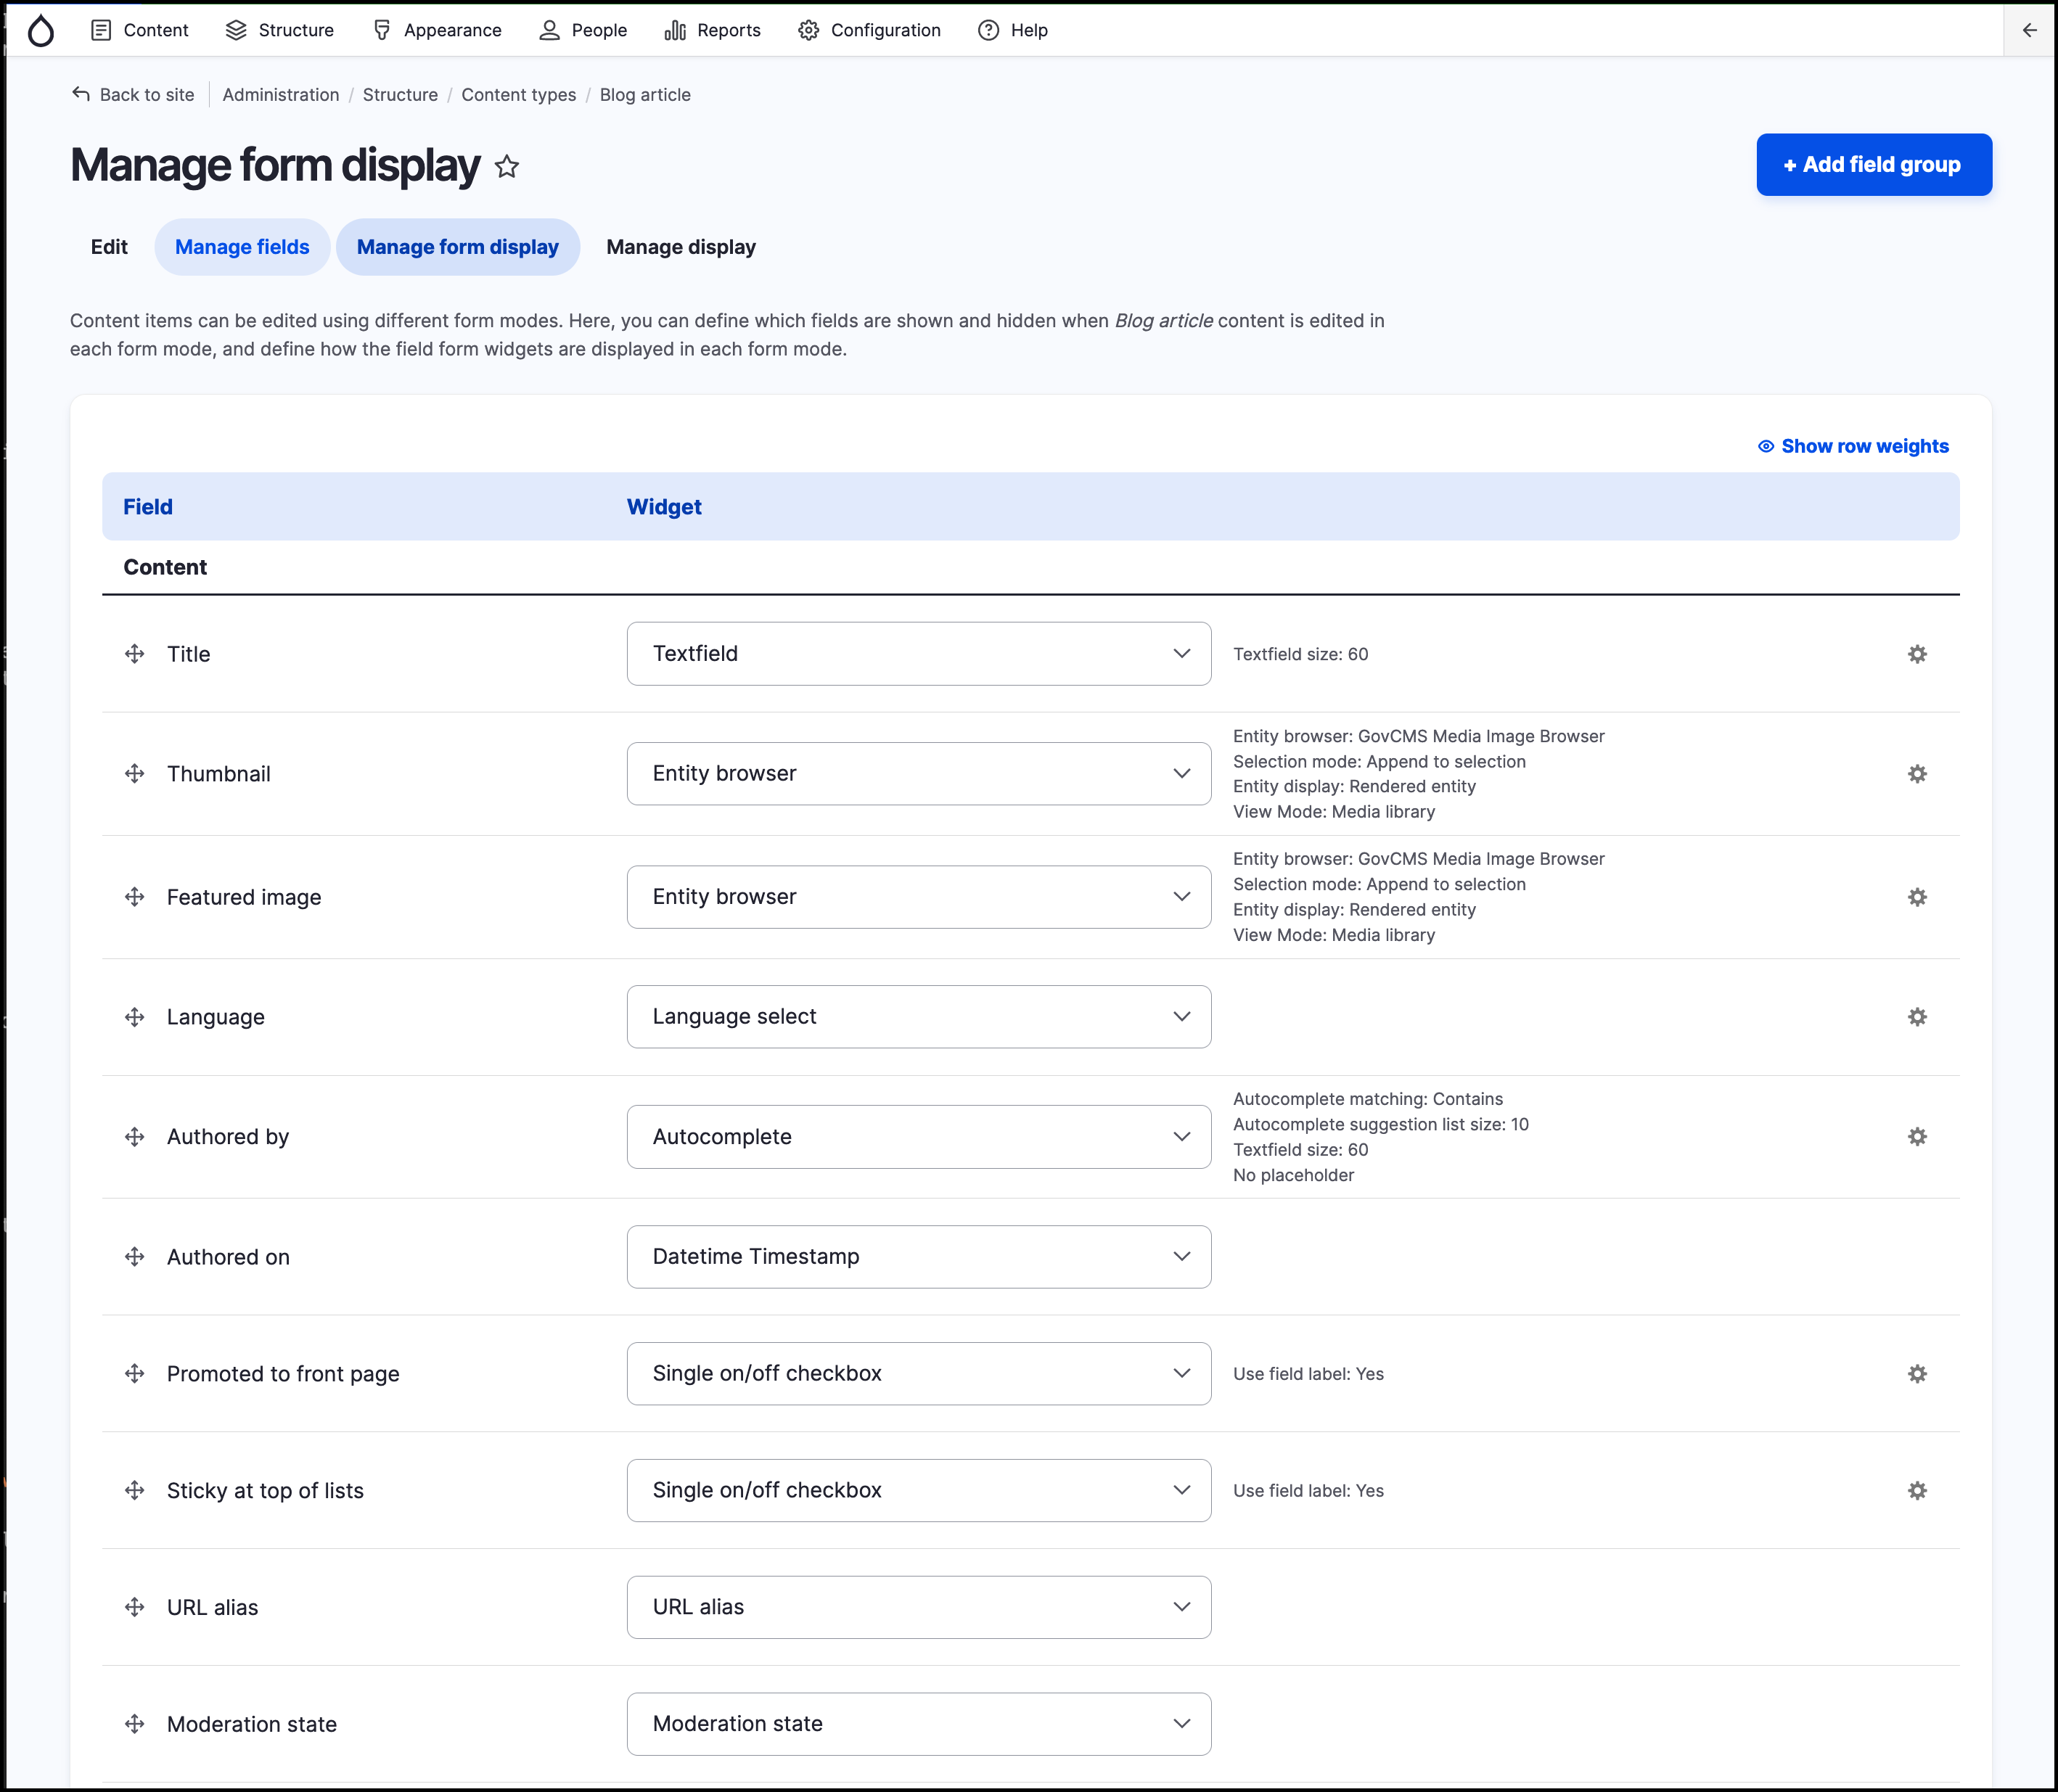 Content Structure Appearance People Reports Configuration Help
Back to site Administration / Structure / Content types / Blog article
Manage form display
+ Add field group
Edit Manage fields Manage form display Manage display
Content items can be edited using different form modes. Here, you can define which fields are shown and hidden when Blog article content is edited in
each form mode, and define how the field form widgets are displayed in each form mode.
Show row weights
Field Widget
Content
Title Textfield Textfield size: 60
Thumbnail Entity browser
Entity browser: GovCMS Media Image Browser
Selection mode: Append to selection
Entity display: Rendered entity
View Mode: Media library
Featured image Entity browser
Entity browser: GovCMS Media Image Browser
Selection mode: Append to selection
Entity display: Rendered entity
View Mode: Media library
Language Language select
Authored by Autocomplete
Autocomplete matching: Contains
Autocomplete suggestion list size: 10
Textfield size: 60
No placeholder
Authored on Datetime Timestamp
Promoted to front page Single on/off checkbox Use field label: Yes
Sticky at top of lists Single on/off checkbox Use field label: Yes
URL alias URL alias
Moderation state Moderation state